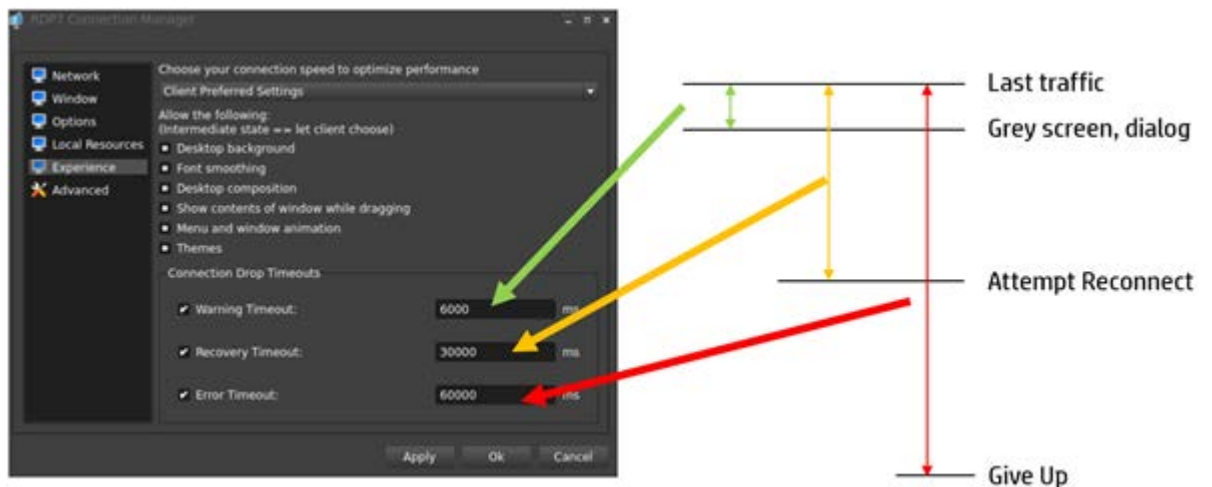 RDPT Connection Manager
Network
Window
Options
Local Resources
Experience
Advanced
Choose your connection speed to optimize performance
Client Preferred Settings
Allow the following:
(Intermediate state == let client choose)
Desktop background
Font smoothing
Desktop composition
Show contents of window while dragging
Menu and window animation
Themes
Connection Drop Timeouts
Warning Timeout: 6000 ms
Recovery Timeout: 30000 ms
Error Timeout: 60000 ms
Apply Ok Cancel
Last traffic
Grey screen, dialog
Attempt Reconnect
Give Up